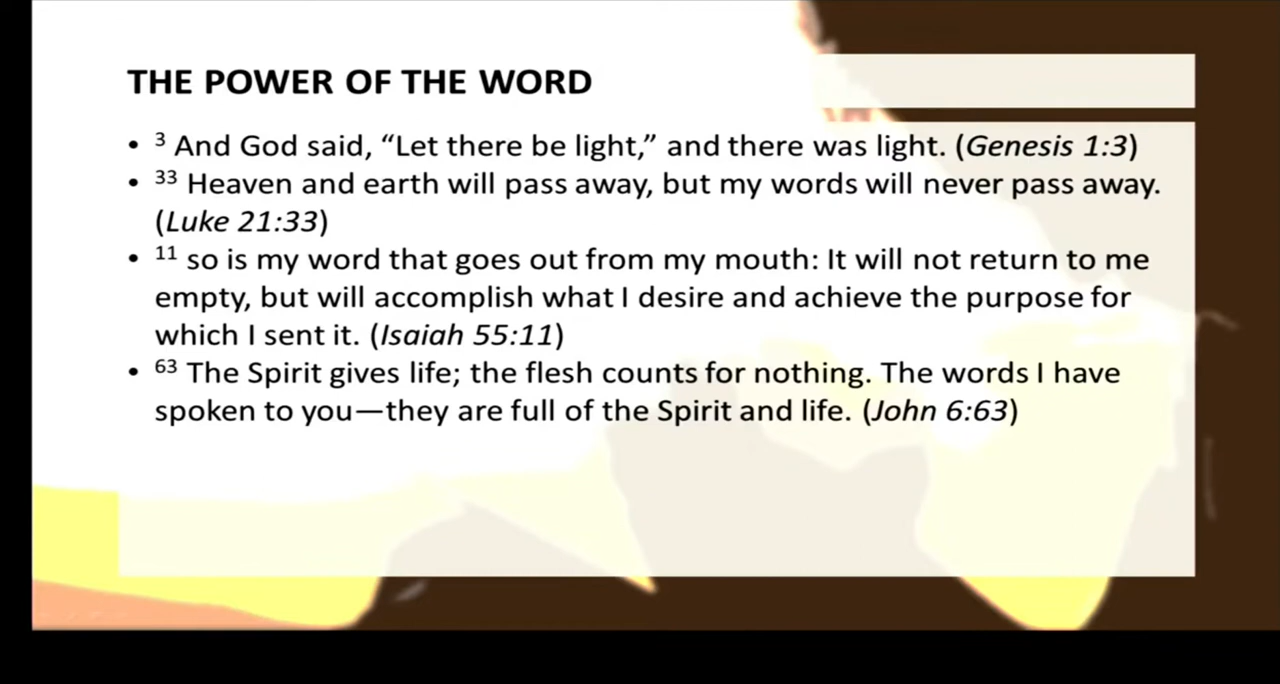 THE POWER OF THE WORD
• ³ And God said, “Let there be light,” and there was light. (Genesis 1:3)
• ³³ Heaven and earth will pass away, but my words will never pass away.
(Luke 21:33)
• ¹¹ so is my word that goes out from my mouth: It will not return to me
empty, but will accomplish what I desire and achieve the purpose for
which I sent it. (Isaiah 55:11)
• ⁶³ The Spirit gives life; the flesh counts for nothing. The words I have
spoken to you—they are full of the Spirit and life. (John 6:63)